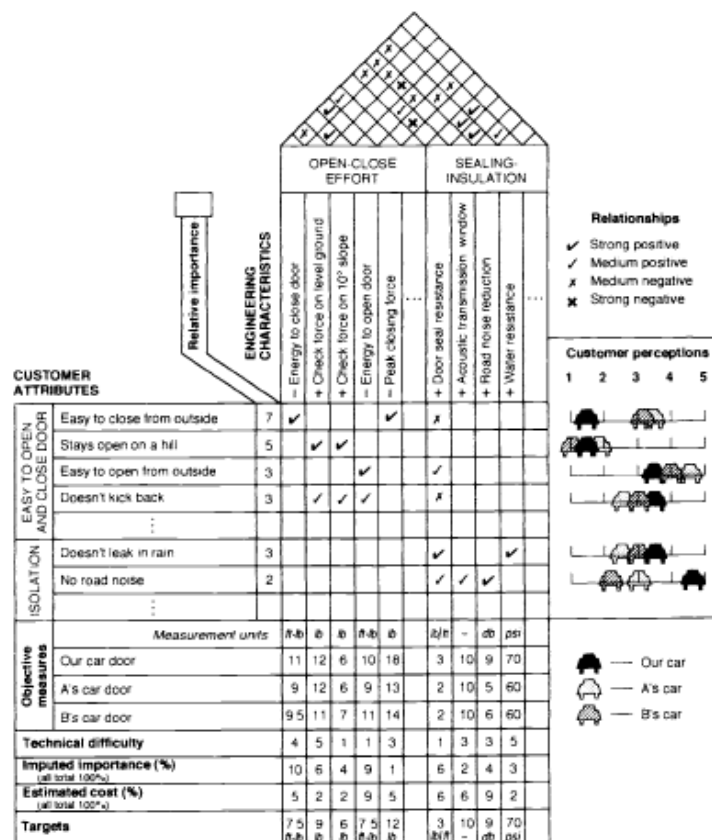 OPEN-CLOSE
EFFORT
SEALING-
INSULATION
Relative importance
ENGINEERING
CHARACTERISTICS
− Energy to close door
+ Check force on level ground
+ Check force on 10° slope
− Energy to open door
− Peak closing force
...
+ Door seal resistance
+ Acoustic transmission window
+ Road noise reduction
+ Water resistance
...
Relationships
✓ Strong positive
✓ Medium positive
✗ Medium negative
✖ Strong negative
Customer perceptions
1 2 3 4 5
CUSTOMER
ATTRIBUTES
EASY TO OPEN
AND CLOSE DOOR
Easy to close from outside 7 ✓ ✓ ✗
Stays open on a hill 5 ✓ ✓
Easy to open from outside 3 ✓ ✓
Doesn't kick back 3 ✓ ✓ ✓ ✗
ISOLATION
Doesn't leak in rain 3 ✓ ✓
No road noise 2 ✓ ✓ ✓
Measurement units ft-lb lb lb ft-lb lb lb/ft – db psi
Objective
measures
Our car door 11 12 6 10 18 3 10 9 70
A's car door 9 12 6 9 13 2 10 5 60
B's car door 9.5 11 7 11 14 2 10 6 60
Our car
A's car
B's car
Technical difficulty 4 5 1 1 3 1 3 3 5
Imputed importance (%) 10 6 4 9 1 6 2 4 3
(all total 100%)
Estimated cost (%) 5 2 2 9 5 6 6 9 2
(all total 100%)
Targets 7.5 9 6 7.5 12 3 10 9 70
ft-lb lb lb ft-lb lb lb/ft – db psi